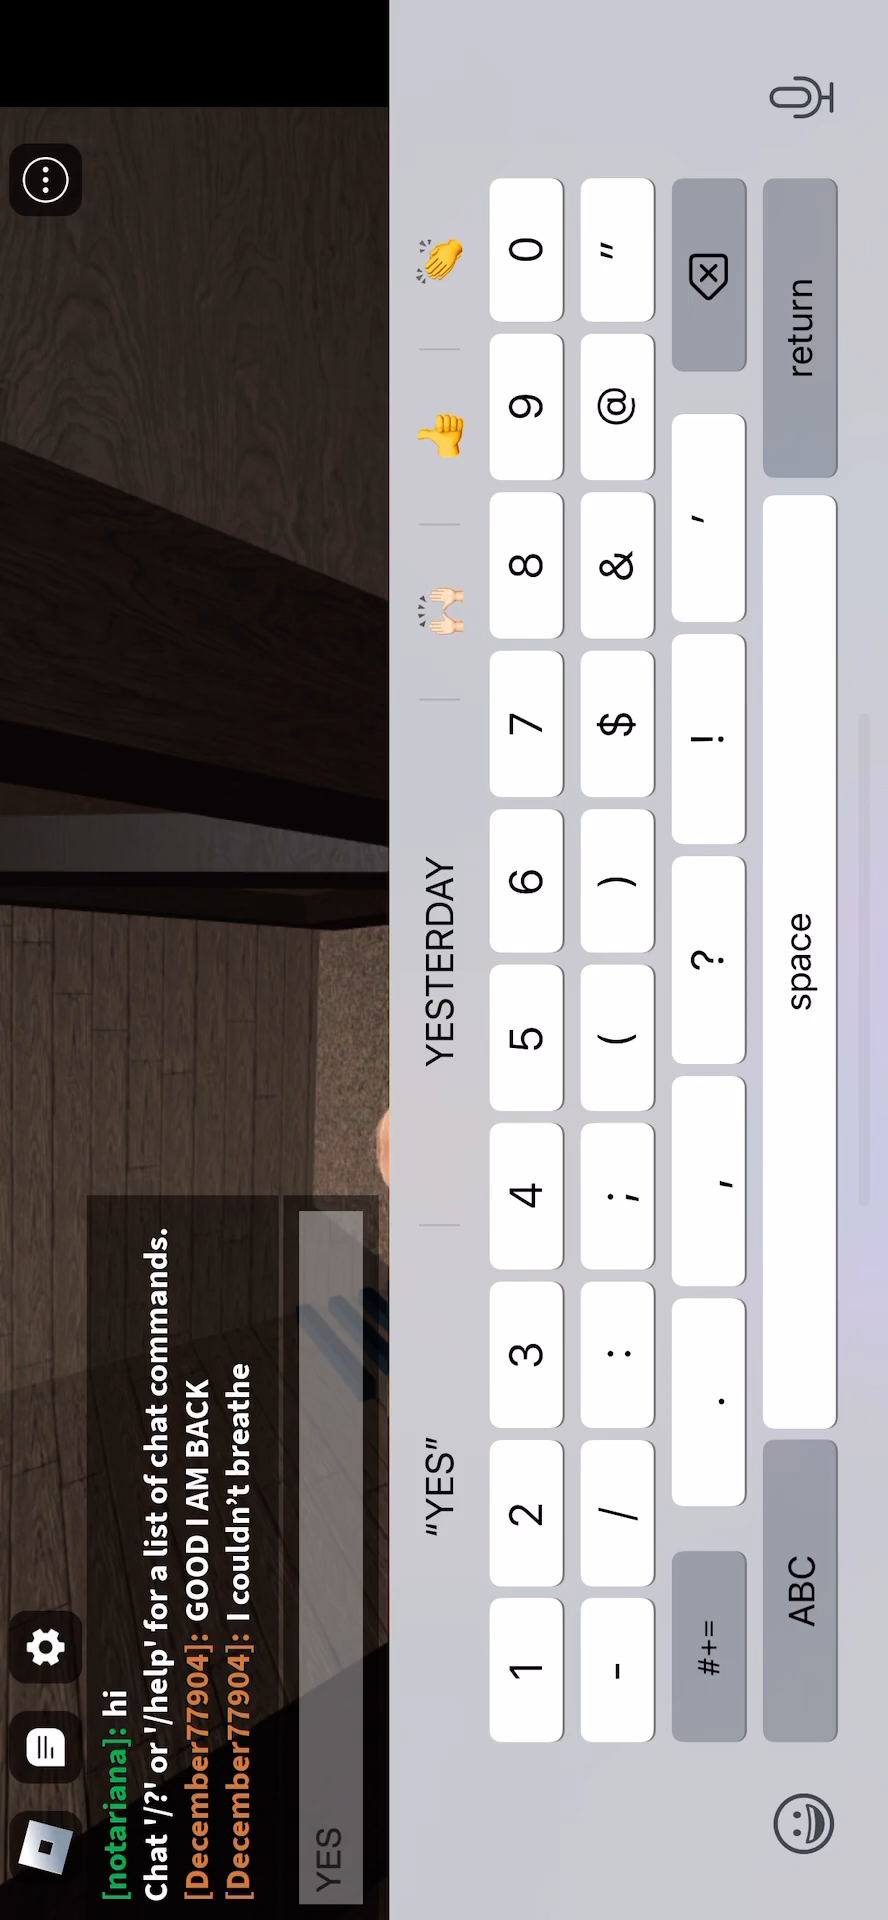 [notariana]: hi
Chat '/?' or '/help' for a list of chat commands.
[December77904]: GOOD I AM BACK
[December77904]: I couldn't breathe
YES
“YES” YESTERDAY
1 2 3 4 5 6 7 8 9 0
- / : ; ( ) $ & @ "
#+= . , ? ! '
ABC space return